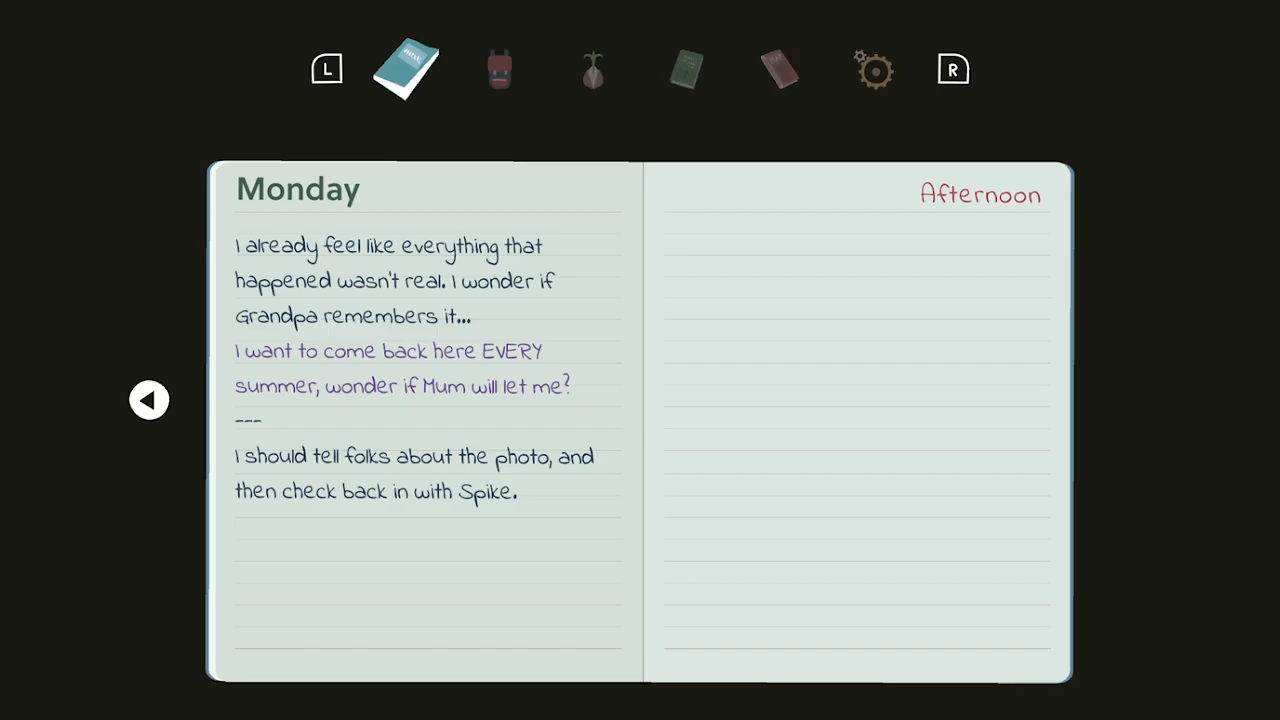 L
R
Monday
I already feel like everything that
happened wasn't real. I wonder if
Grandpa remembers it...
I want to come back here EVERY
summer, wonder if Mum will let me?
---
I should tell folks about the photo, and
then check back in with Spike.
Afternoon